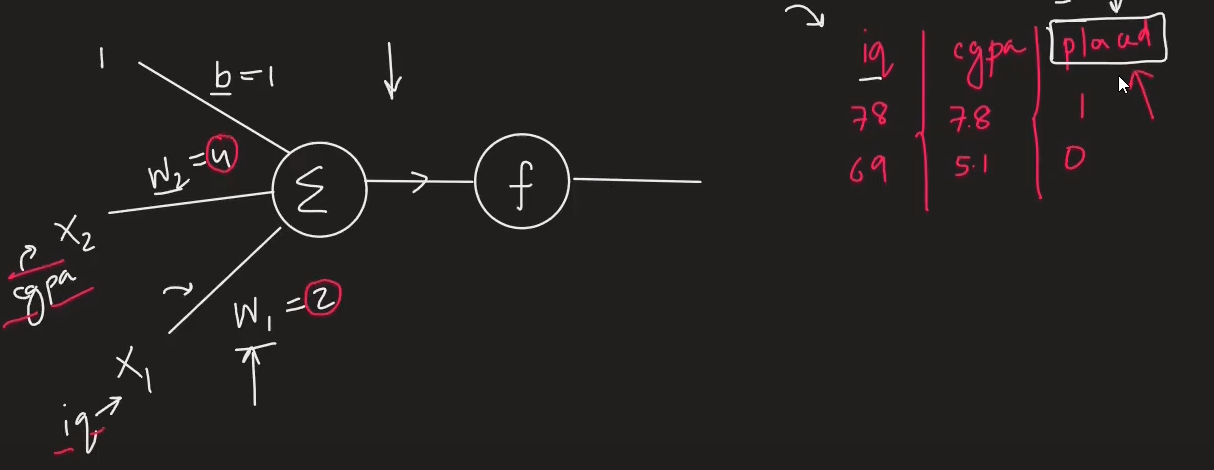 iq cgpa placed
78 7.8 1
69 5.1 0
1
b=1
W₂=4
Σ
f
X₂
cgpa
W₁=2
X₁
iq